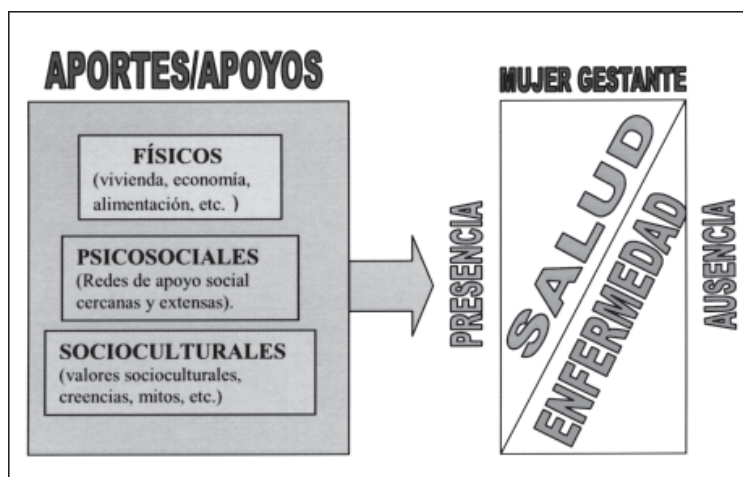 APORTES/APOYOS
FÍSICOS
(vivienda, economía,
alimentación, etc. )
PSICOSOCIALES
(Redes de apoyo social
cercanas y extensas).
SOCIOCULTURALES
(valores socioculturales,
creencias, mitos, etc.)
MUJER GESTANTE
PRESENCIA
SALUD
ENFERMEDAD
AUSENCIA